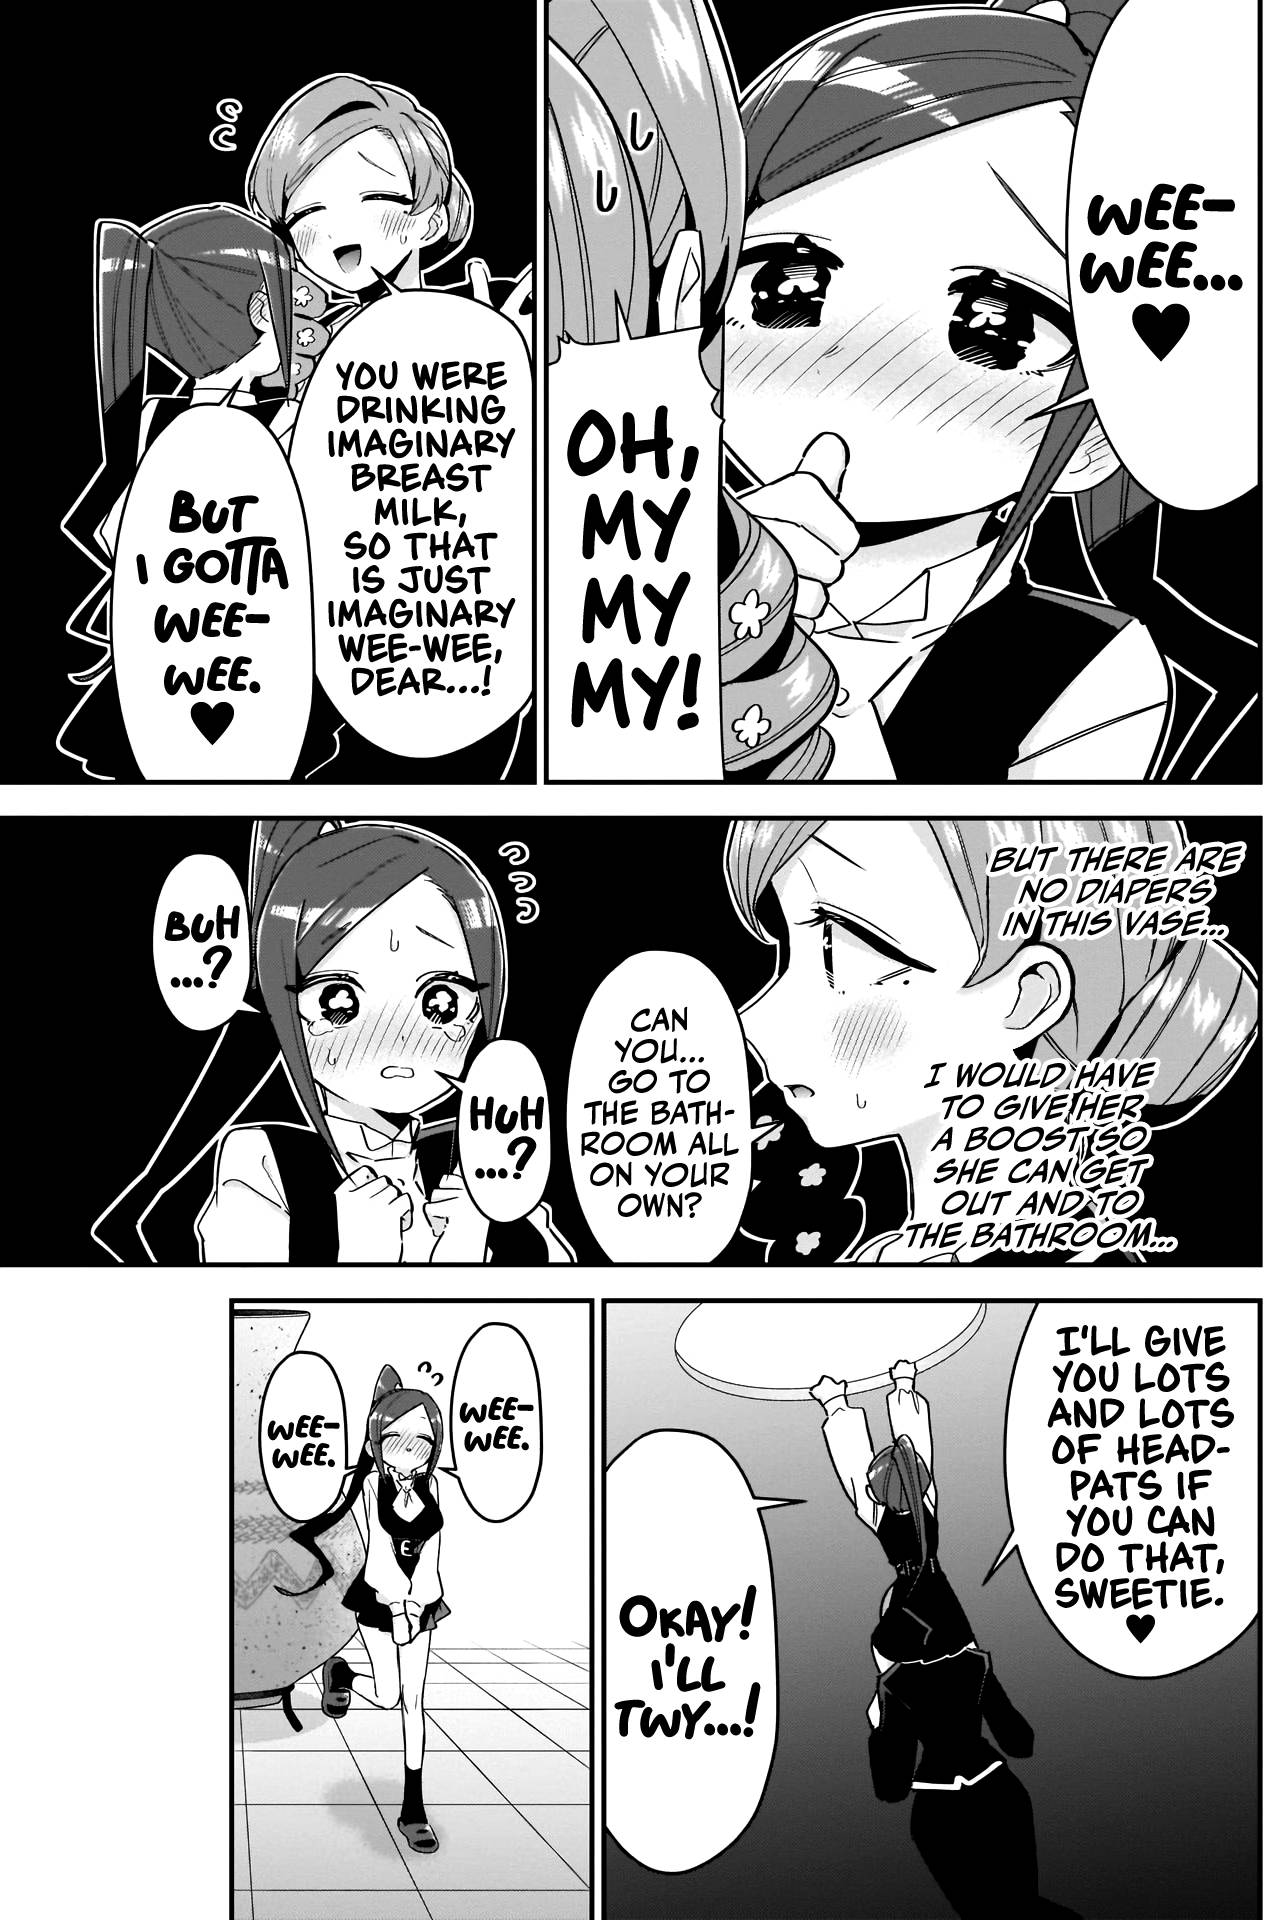 WEE-
WEE...
♥
OH,
MY
MY
MY!
YOU WERE
DRINKING
IMAGINARY
BREAST
MILK,
SO THAT
IS JUST
IMAGINARY
WEE-WEE,
DEAR...!
BUT
I GOTTA
WEE-
WEE.
♥
BUT THERE ARE
NO DIAPERS
IN THIS VASE...
I WOULD HAVE
TO GIVE HER
A BOOST SO
SHE CAN GET
OUT AND TO
THE BATHROOM...
CAN
YOU...
GO TO
THE BATH-
ROOM ALL
ON YOUR
OWN?
HUH
...?
BUH
...?
I'LL GIVE
YOU LOTS
AND LOTS
OF HEAD-
PATS IF
YOU CAN
DO THAT,
SWEETIE.
♥
OKAY!
I'LL
TWY...!
WEE-
WEE.
WEE-
WEE.
E